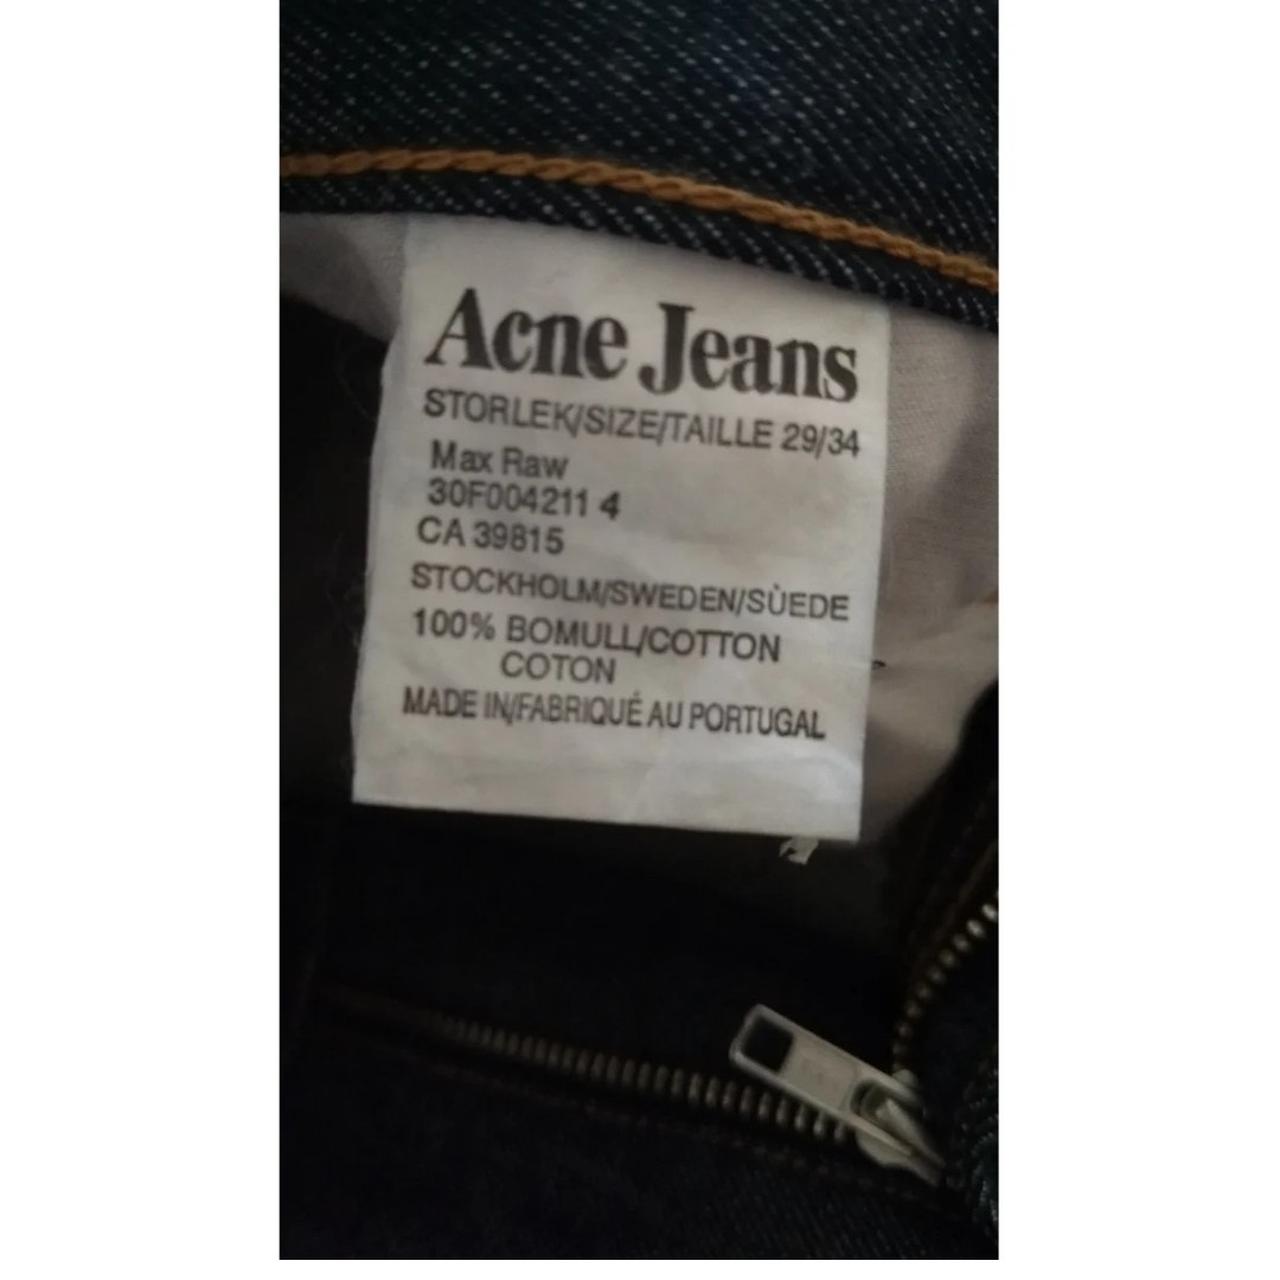 Acne Jeans
STORLEK/SIZE/TAILLE 29/34
Max Raw
30F004211 4
CA 39815
STOCKHOLM/SWEDEN/SÙEDE
100% BOMULL/COTTON
COTON
MADE IN/FABRIQUÉ AU PORTUGAL